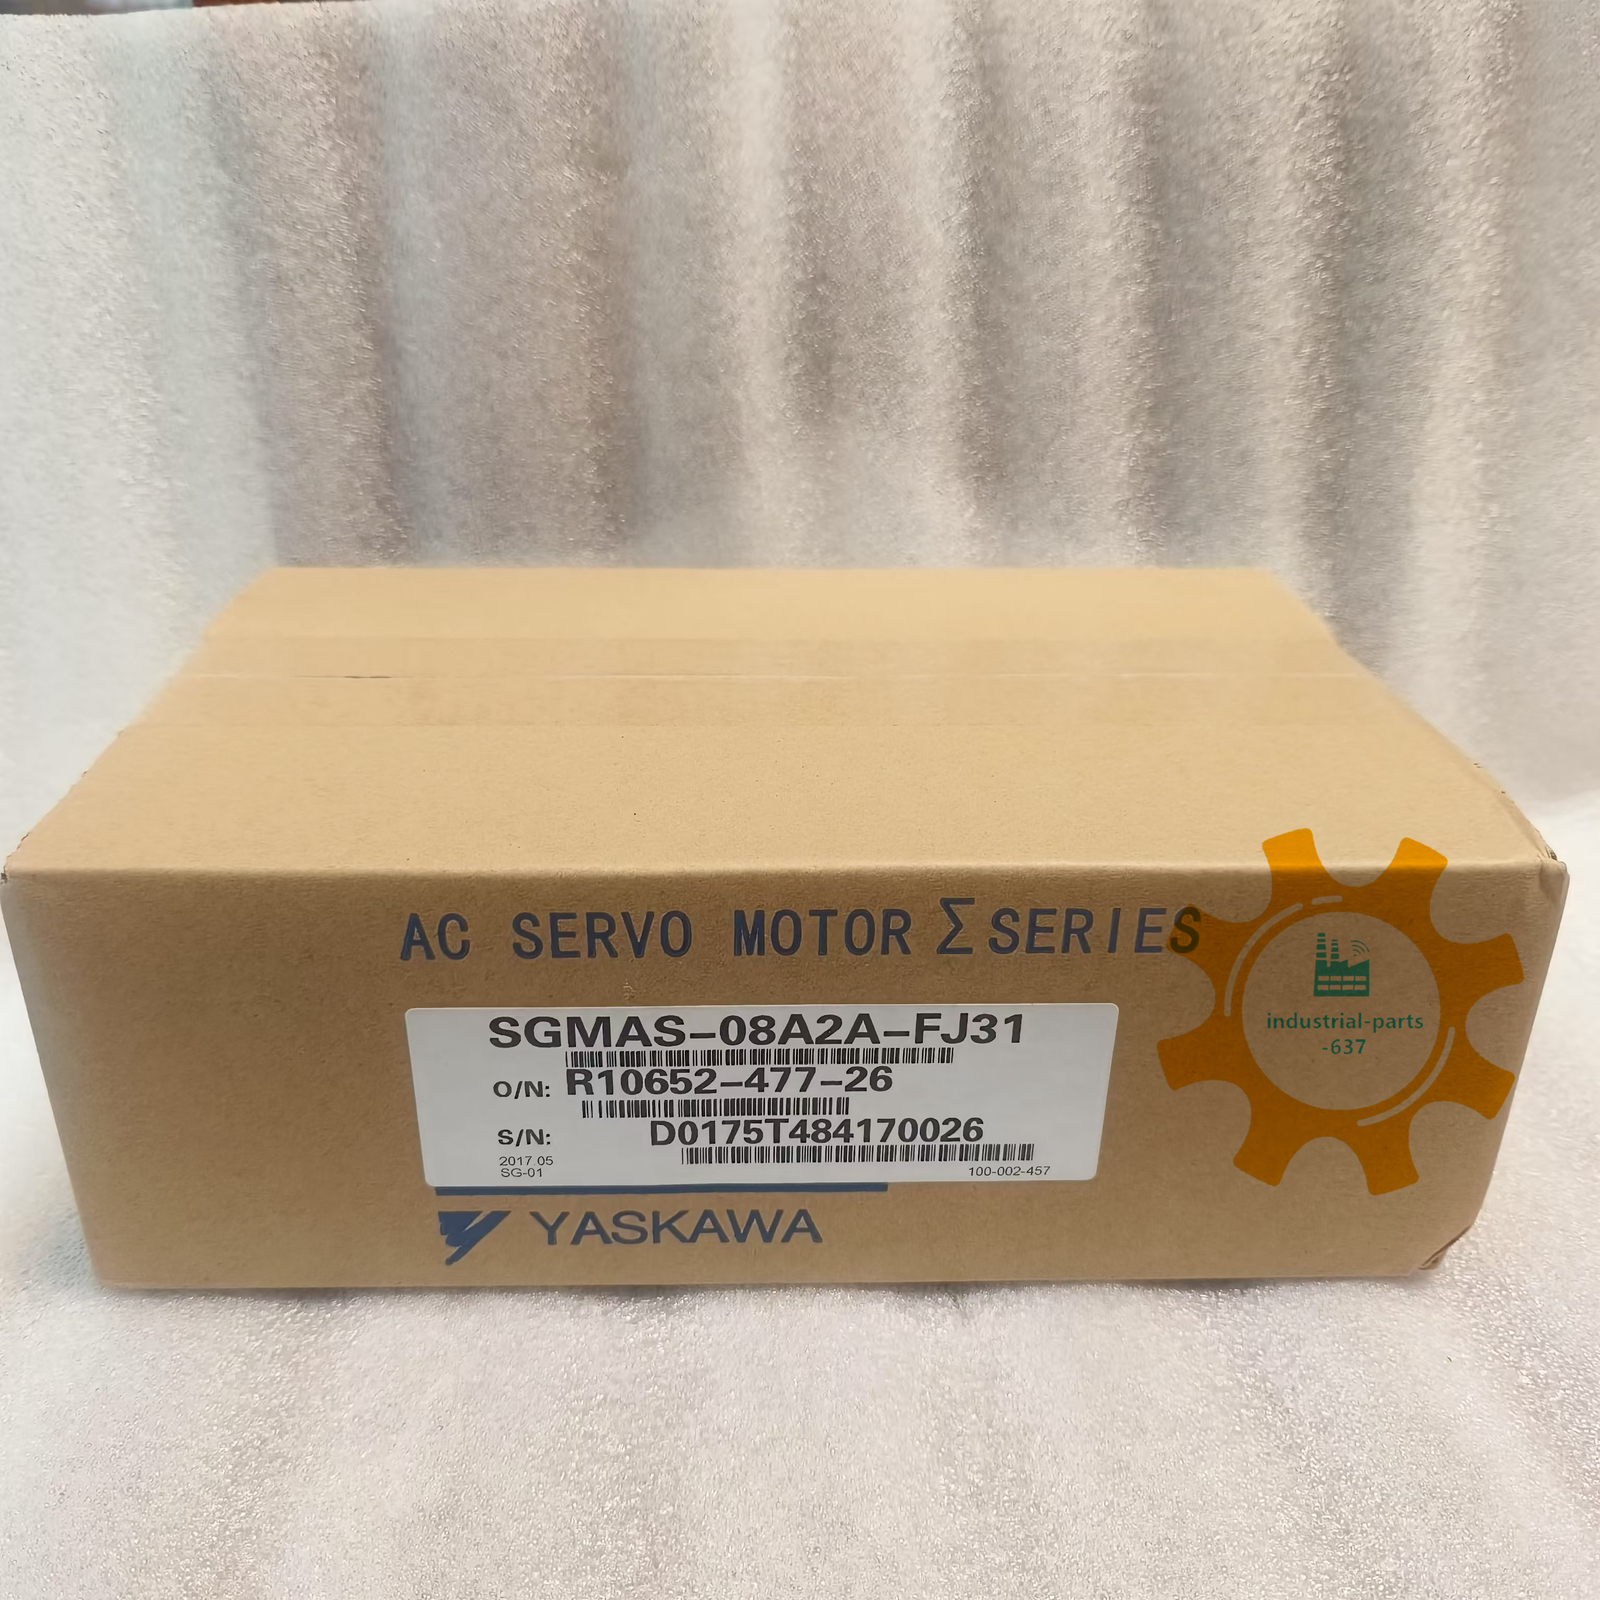 AC SERVO MOTOR Σ SERIES
SGMAS-08A2A-FJ31
O/N: R10652-477-26
S/N: D0175T484170026
2017.05
SG-01 100-002-457
YASKAWA
industrial-parts
-637